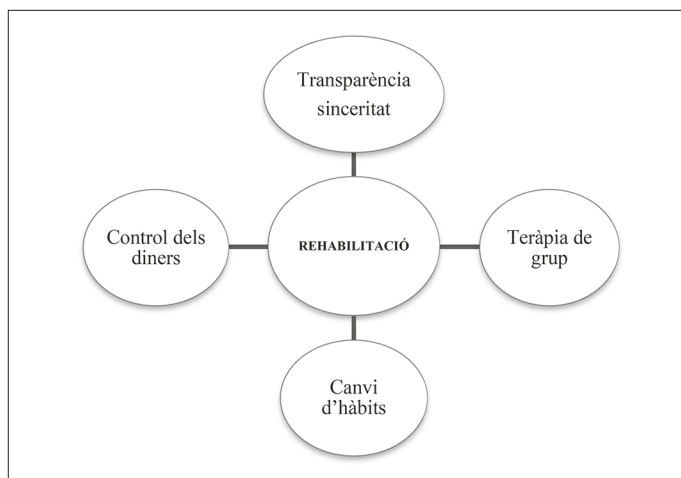 Transparència
sinceritat
Control dels
diners
REHABILITACIÓ
Teràpia de
grup
Canvi
d’hàbits